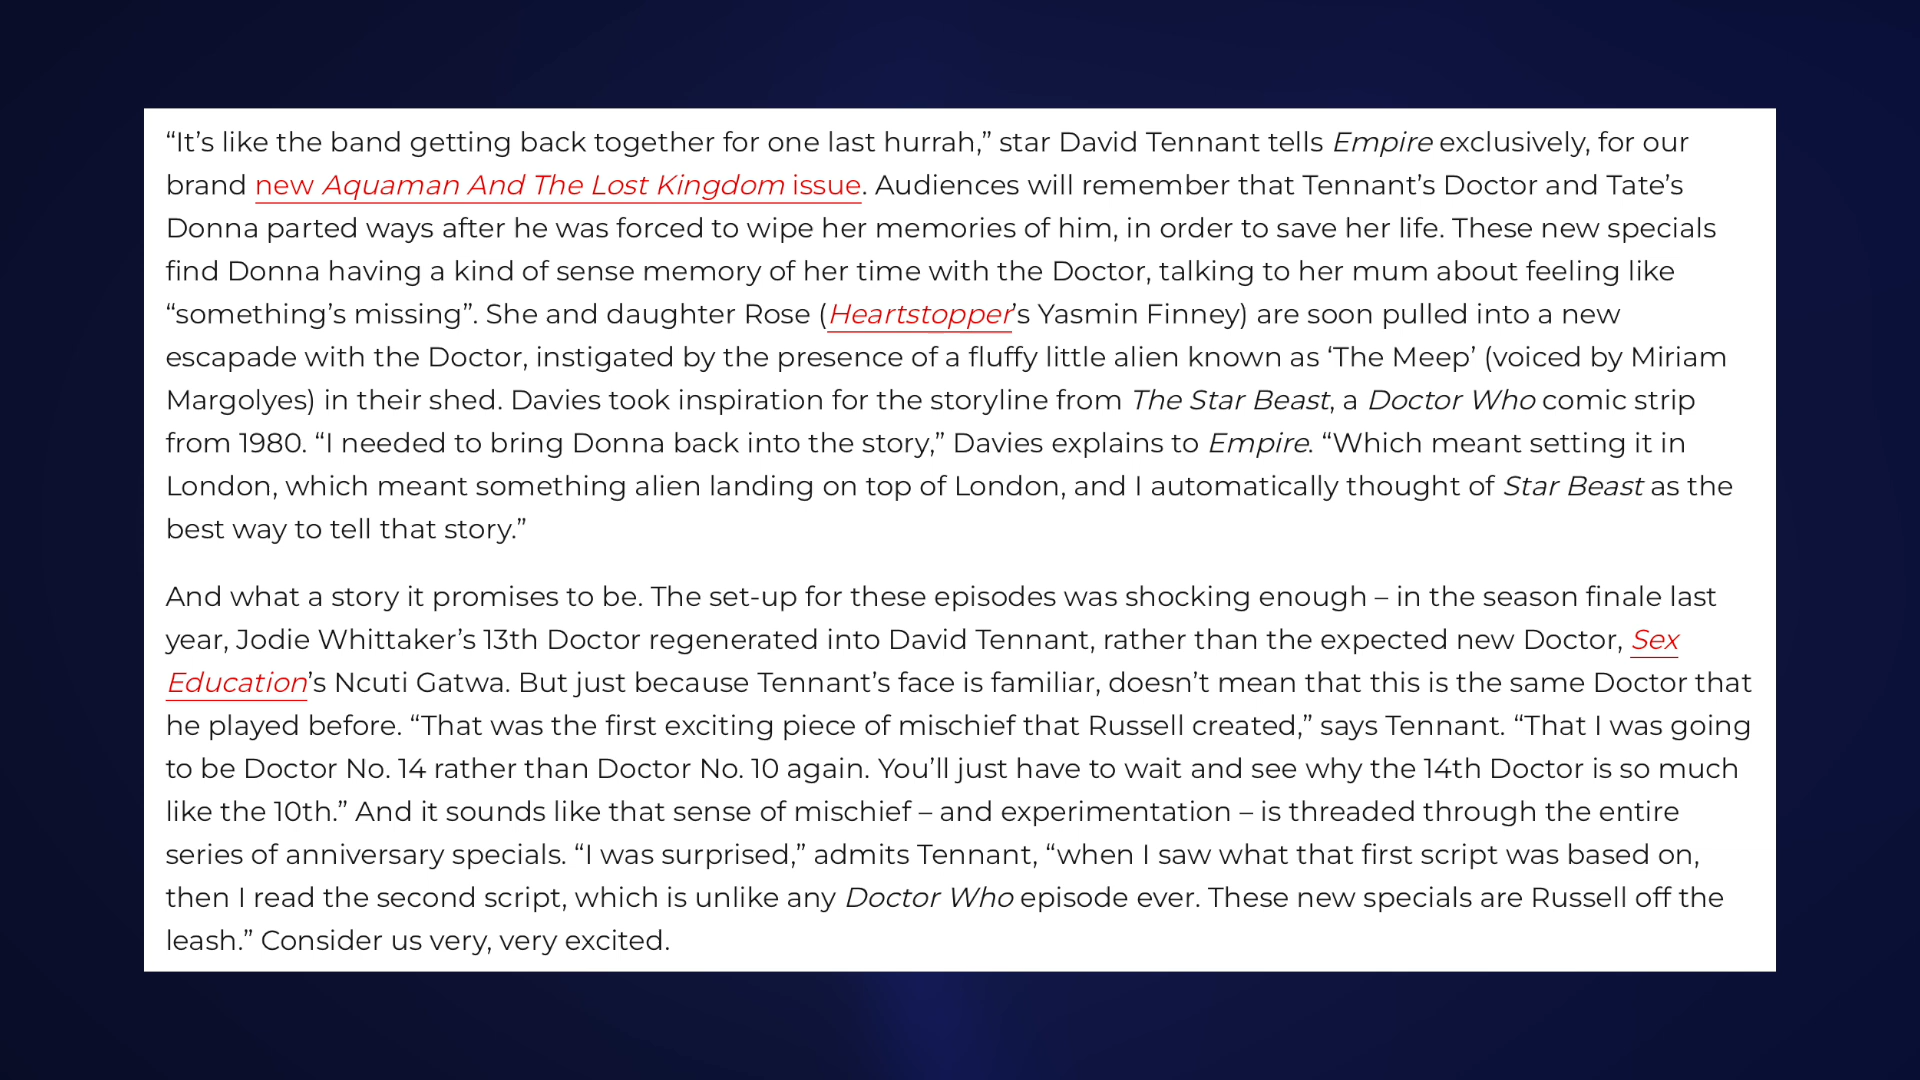 “It’s like the band getting back together for one last hurrah,” star David Tennant tells Empire exclusively, for our
brand new Aquaman And The Lost Kingdom issue. Audiences will remember that Tennant’s Doctor and Tate’s
Donna parted ways after he was forced to wipe her memories of him, in order to save her life. These new specials
find Donna having a kind of sense memory of her time with the Doctor, talking to her mum about feeling like
“something’s missing”. She and daughter Rose (Heartstopper’s Yasmin Finney) are soon pulled into a new
escapade with the Doctor, instigated by the presence of a fluffy little alien known as ‘The Meep’ (voiced by Miriam
Margolyes) in their shed. Davies took inspiration for the storyline from The Star Beast, a Doctor Who comic strip
from 1980. “I needed to bring Donna back into the story,” Davies explains to Empire. “Which meant setting it in
London, which meant something alien landing on top of London, and I automatically thought of Star Beast as the
best way to tell that story.”
And what a story it promises to be. The set-up for these episodes was shocking enough – in the season finale last
year, Jodie Whittaker’s 13th Doctor regenerated into David Tennant, rather than the expected new Doctor, Sex
Education’s Ncuti Gatwa. But just because Tennant’s face is familiar, doesn’t mean that this is the same Doctor that
he played before. “That was the first exciting piece of mischief that Russell created,” says Tennant. “That I was going
to be Doctor No. 14 rather than Doctor No. 10 again. You’ll just have to wait and see why the 14th Doctor is so much
like the 10th.” And it sounds like that sense of mischief – and experimentation – is threaded through the entire
series of anniversary specials. “I was surprised,” admits Tennant, “when I saw what that first script was based on,
then I read the second script, which is unlike any Doctor Who episode ever. These new specials are Russell off the
leash.” Consider us very, very excited.